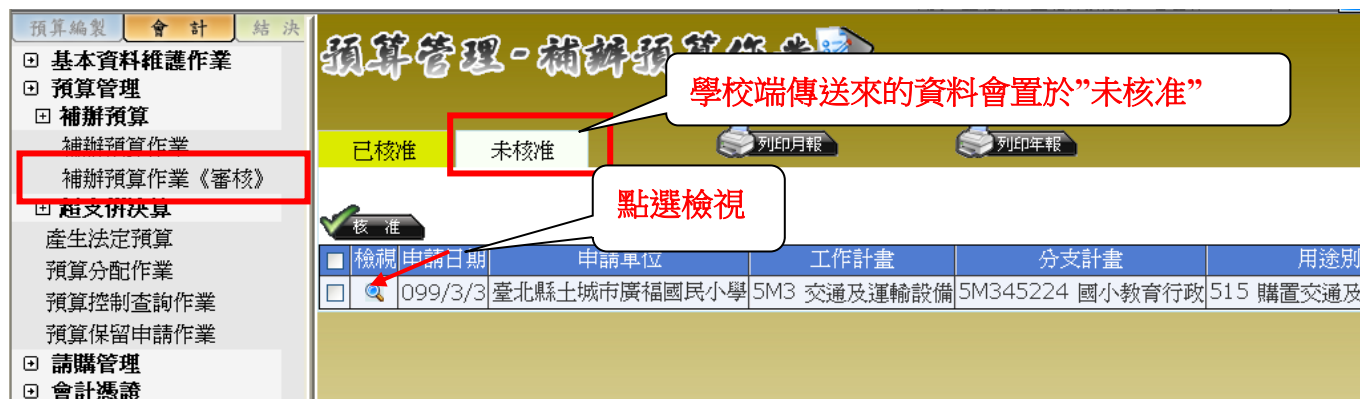 預算編製 會 計 結 決
基本資料維護作業
預算管理
補辦預算
補辦預算作業
補辦預算作業《審核》
超支併決算
產生法定預算
預算分配作業
預算控制查詢作業
預算保留申請作業
請購管理
會計憑證
預算管理-補辦預算作業
學校端傳送來的資料會置於”未核准”
已核准 未核准 列印月報 列印年報
點選檢視
核 准
檢視 申請日期 申請單位 工作計畫 分支計畫 用途別
099/3/3 臺北縣土城市廣福國民小學 5M3 交通及運輸設備 5M345224 國小教育行政 515 購置交通及